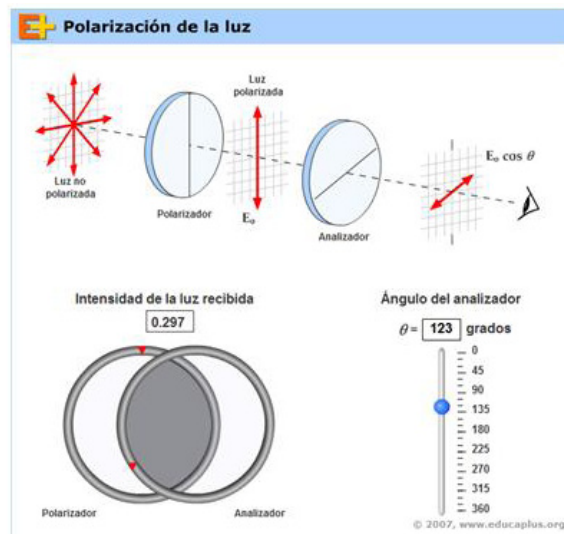 E+ Polarización de la luz
Luz no
polarizada
Polarizador
Luz
polarizada
E₀
Analizador
E₀ cos θ
Intensidad de la luz recibida
0.297
Polarizador
Analizador
Ángulo del analizador
θ = 123 grados
0
45
90
135
180
225
270
315
360
© 2007, www.educaplus.org